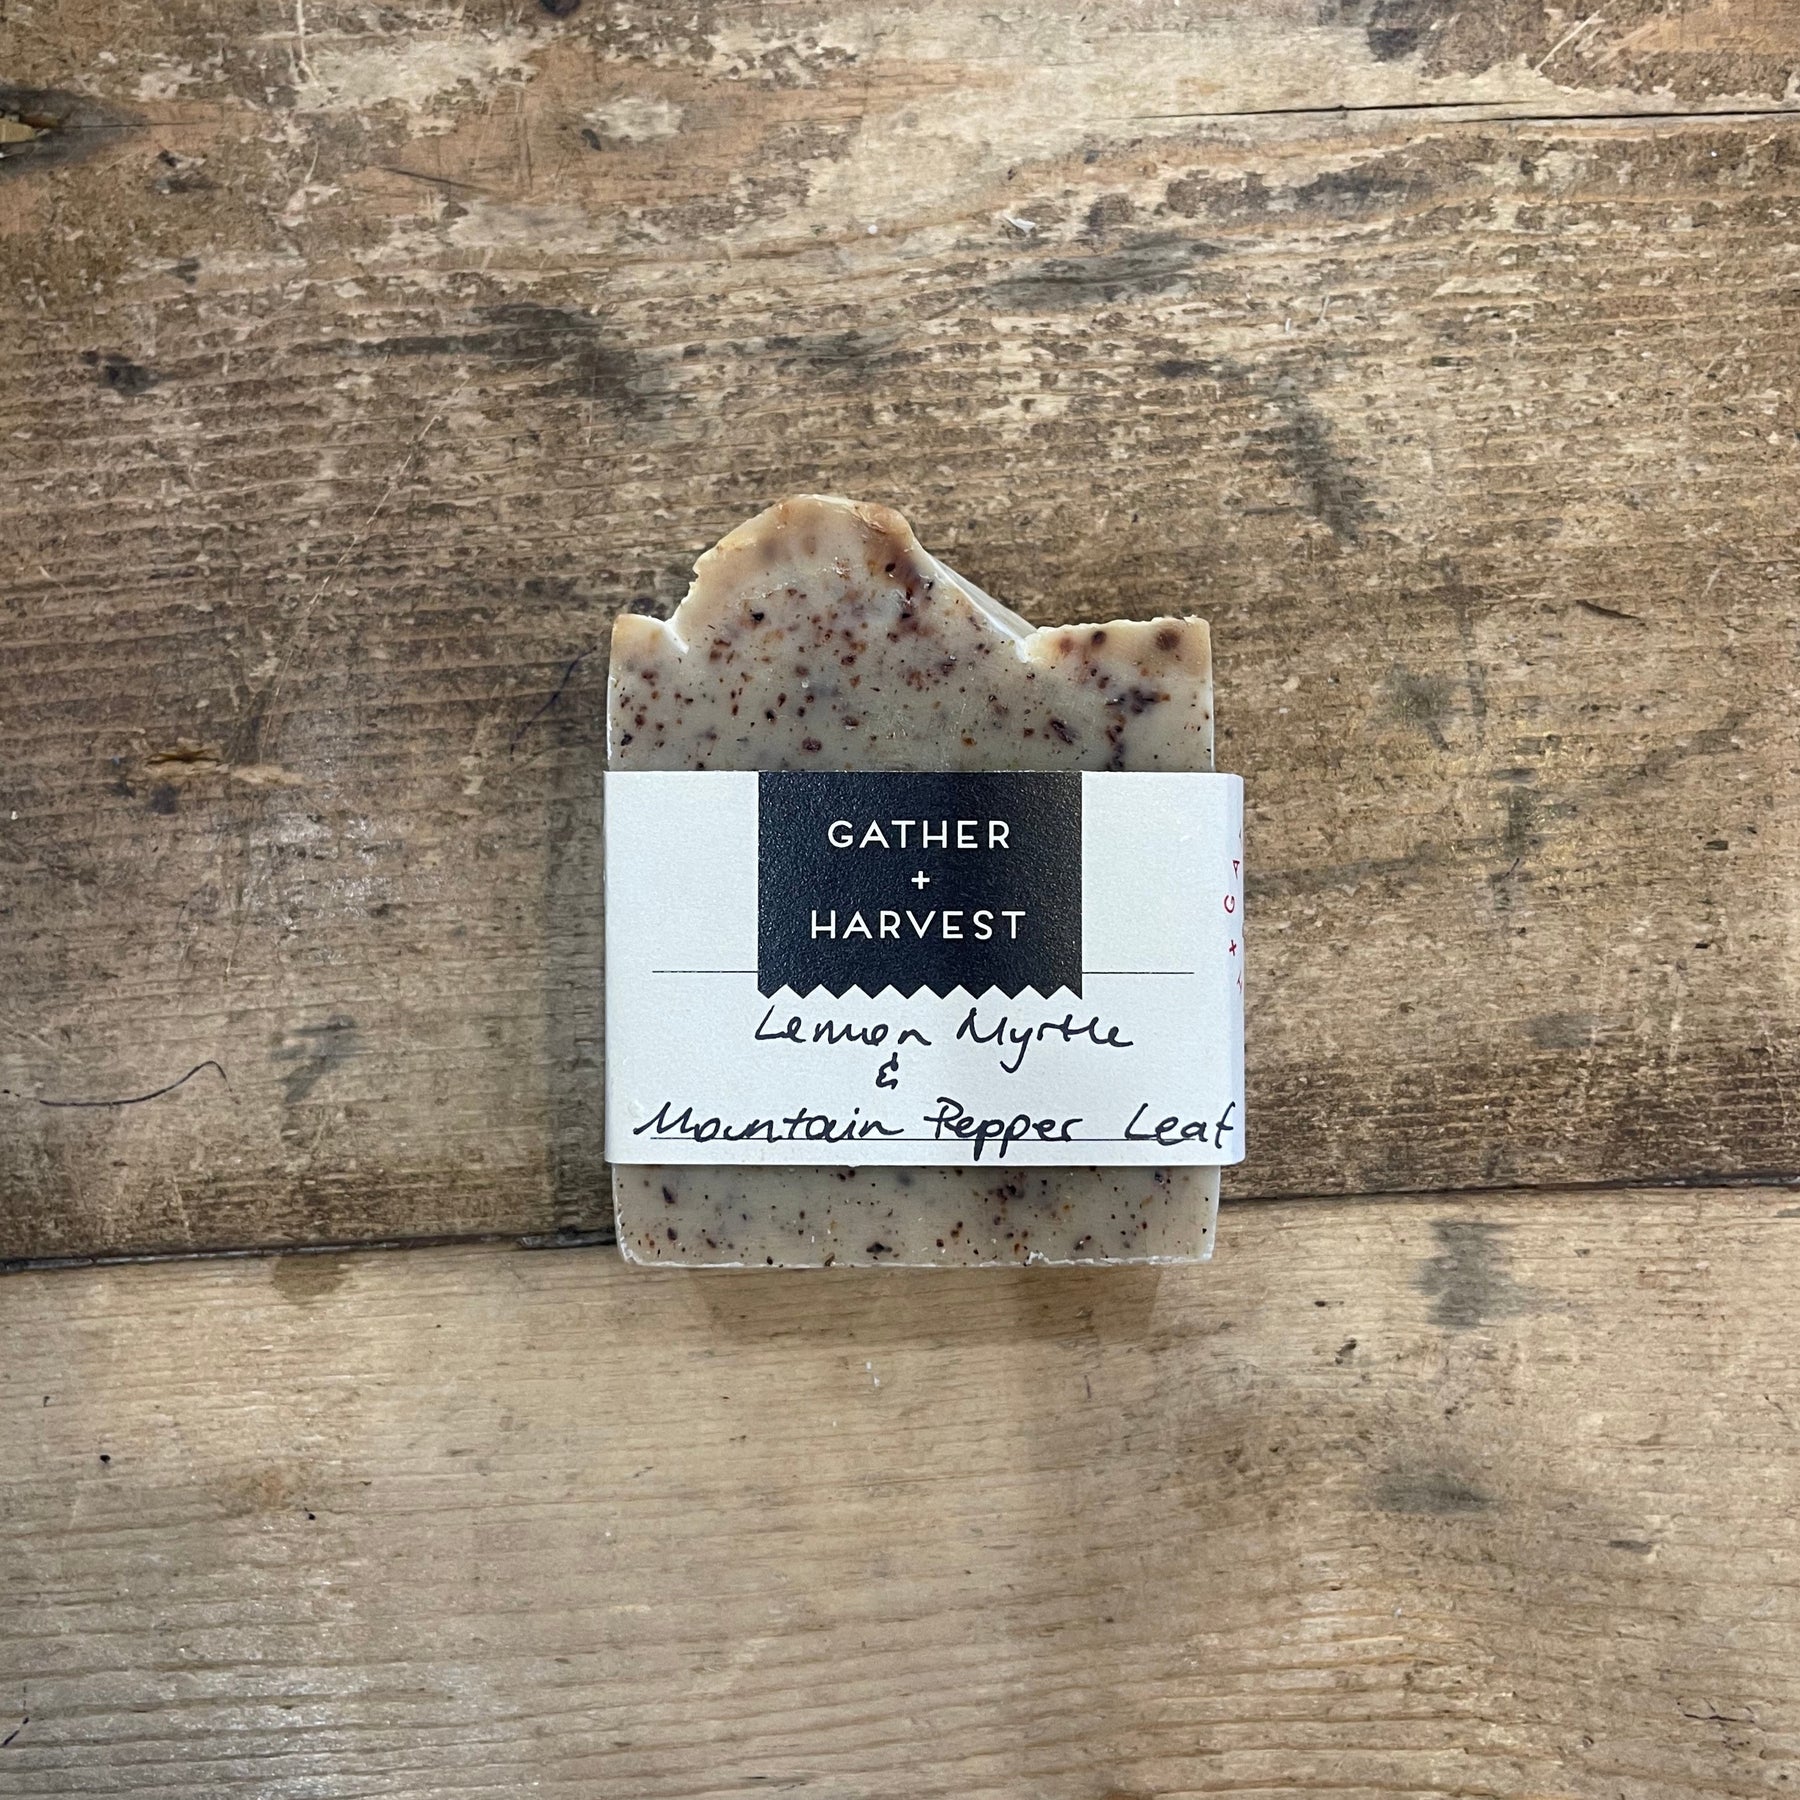 GATHER
+
HARVEST
Lemon Myrtle
&
Mountain Pepper Leaf